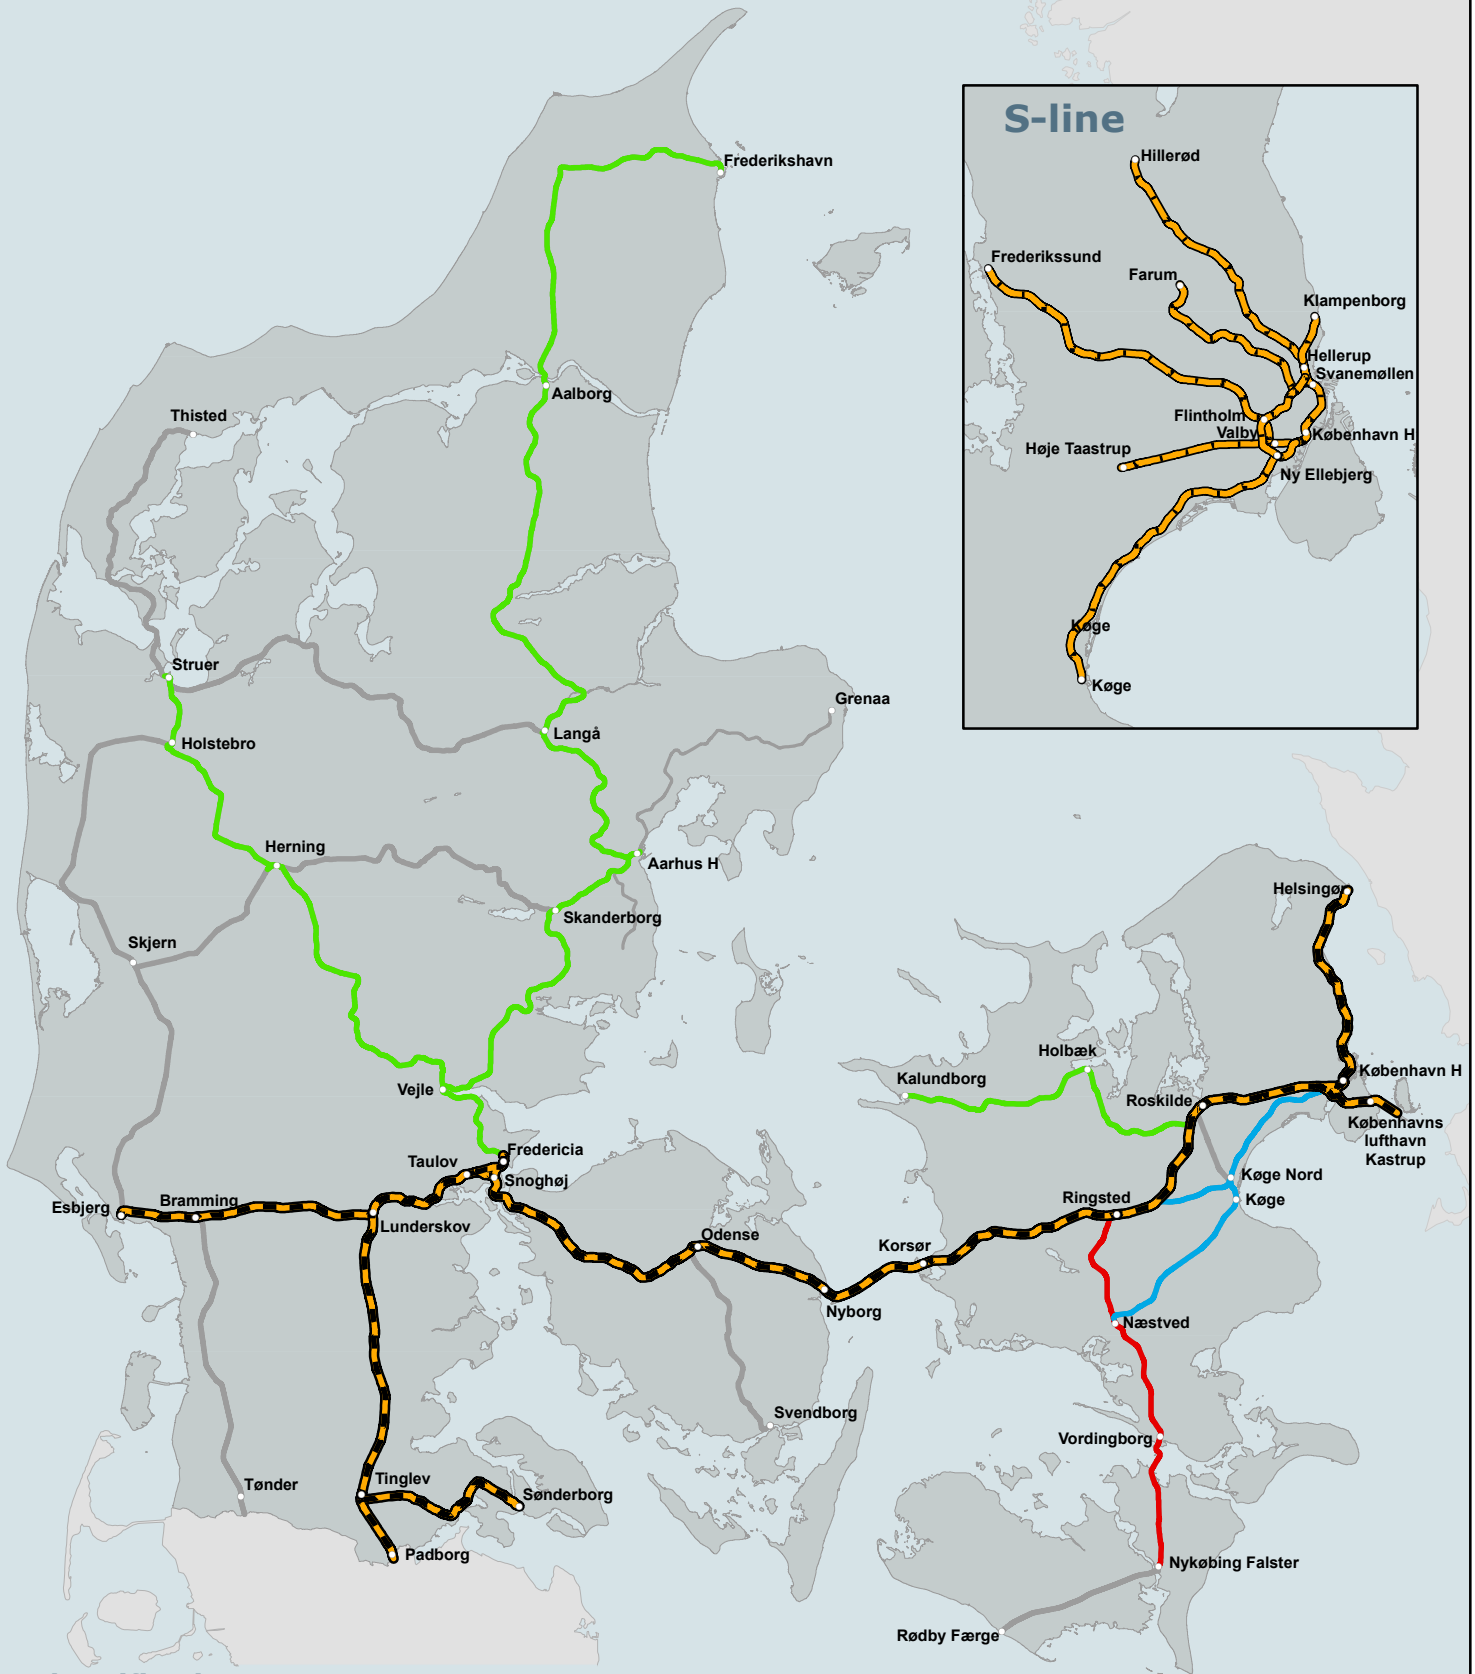 S-line
Hillerød
Frederikshavn
Frederikssund
Farum
Klampenborg
Hellerup
Svanemøllen
Aalborg
Thisted
Flintholm
Valby
København H
Høje Taastrup
Ny Ellebjerg
Køge
Struer
Køge
Grenaa
Holstebro
Langå
Herning
Aarhus H
Helsingør
Skanderborg
Skjern
Holbæk
København H
Kalundborg
Vejle
Roskilde
Københavns
lufthavn
Kastrup
Fredericia
Taulov
Snoghøj
Køge Nord
Køge
Bramming
Esbjerg
Ringsted
Lunderskov
Odense
Korsør
Nyborg
Næstved
Svendborg
Vordingborg
Tinglev
Tønder
Sønderborg
Padborg
Nykøbing Falster
Rødby Færge